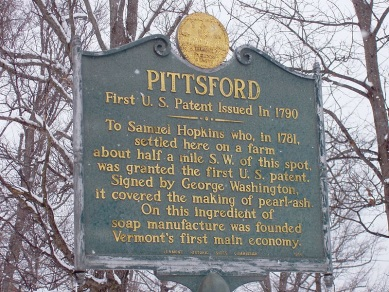 PITTSFORD
First U.S. Patent Issued In 1790
To Samuel Hopkins who, in 1781,
settled here on a farm
about half a mile S.W. of this spot,
was granted the first U.S. patent.
Signed by George Washington,
it covered the making of pearl-ash.
On this ingredient of
soap manufacture was founded
Vermont's first main economy.